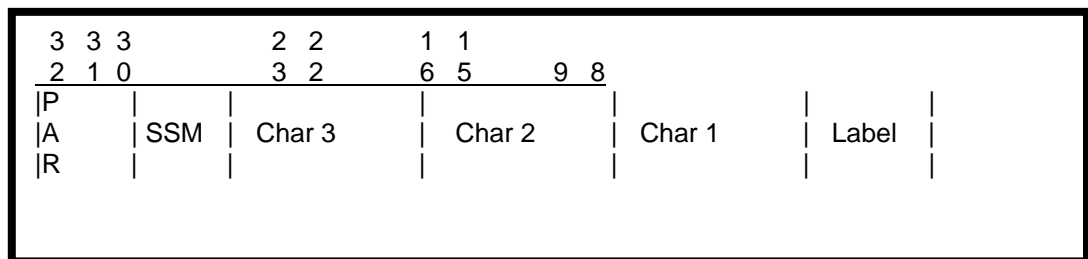 3 3 3 2 2 1 1
2 1 0 3 2 6 5 9 8
|P | | | | | |
|A | SSM | Char 3 | Char 2 | Char 1 | Label |
|R | | | | | |